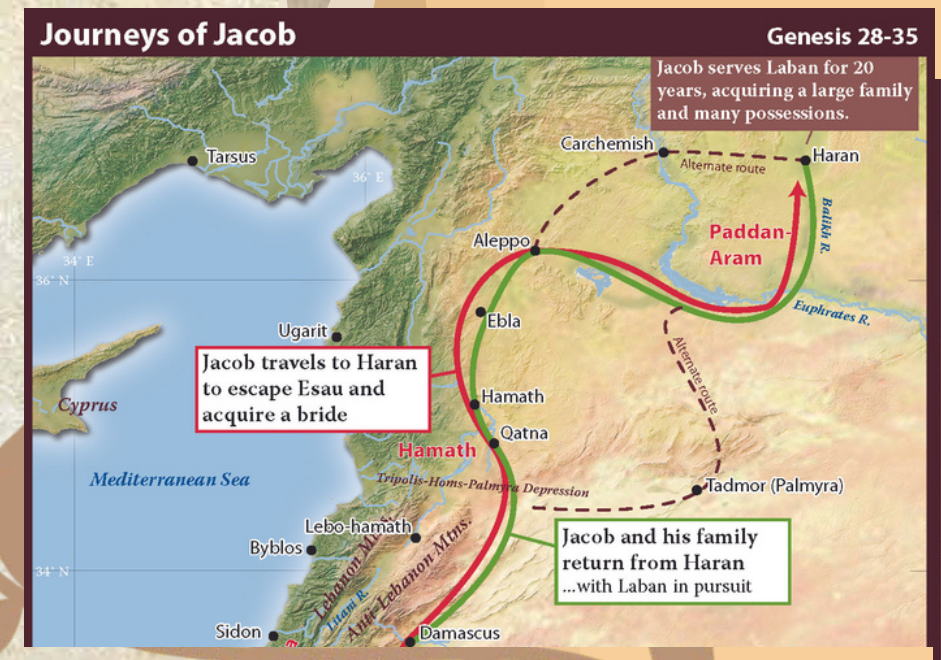 Journeys of Jacob
Genesis 28-35
Jacob serves Laban for 20
years, acquiring a large family
and many possessions.
Carchemish
Haran
Tarsus
Alternate route
36° E
Balikh R.
Paddan-
Aram
Aleppo
34° E
36° N
Euphrates R.
Ebla
Ugarit
Jacob travels to Haran
to escape Esau and
acquire a bride
Alternate route
Hamath
Cyprus
Qatna
Hamath
Mediterranean Sea
Tripolis-Homs-Palmyra Depression
Tadmor (Palmyra)
Lebo-hamath
Byblos
Lebanon Mts.
Anti-Lebanon Mtns.
Litani R.
Jacob and his family
return from Haran
...with Laban in pursuit
34° N
Sidon
Damascus